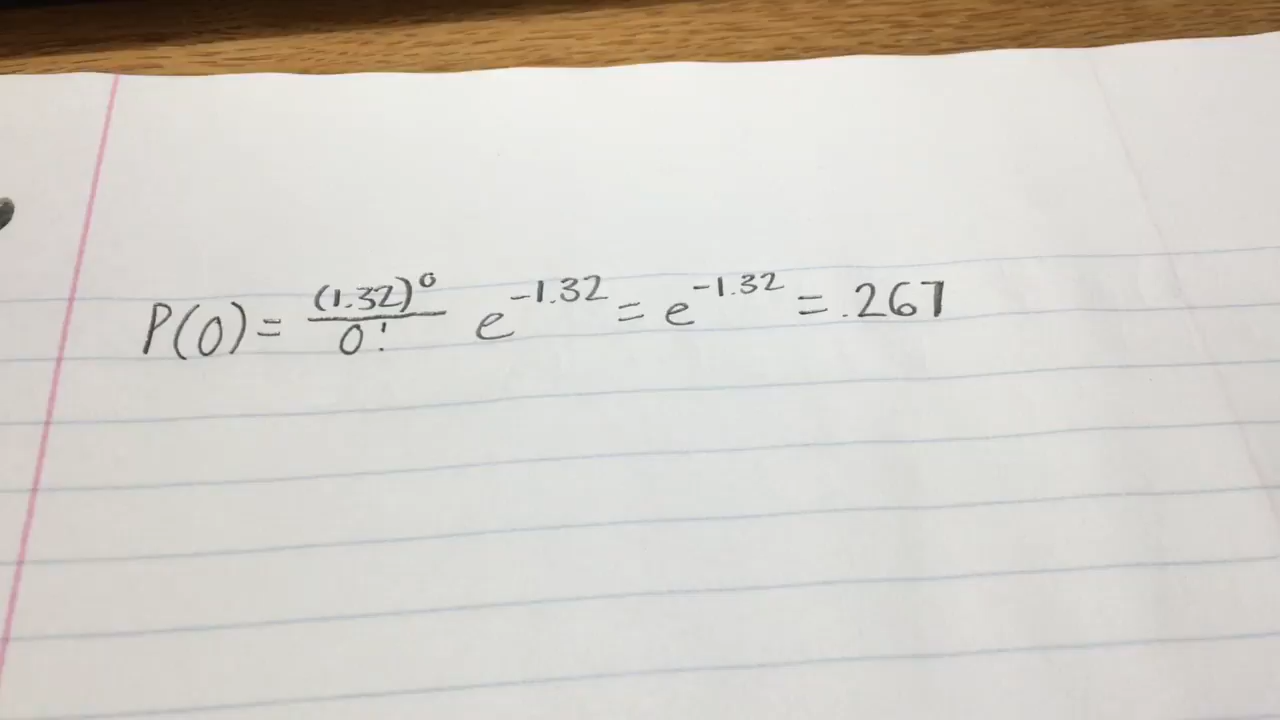 P(0) = (1.32)^0 / 0! e^-1.32 = e^-1.32 = .267